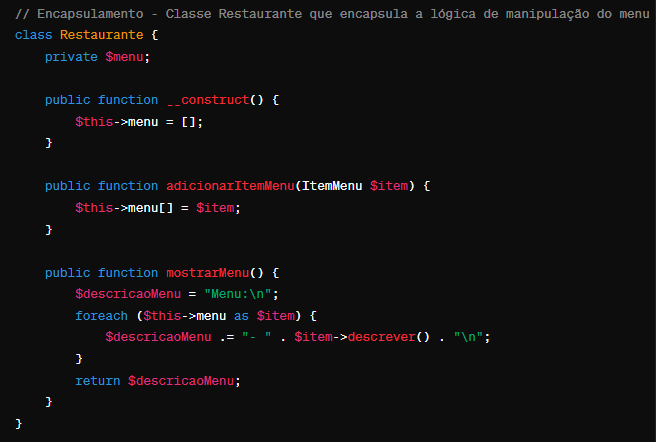 // Encapsulamento - Classe Restaurante que encapsula a lógica de manipulação do menu
class Restaurante {
    private $menu;

    public function __construct() {
        $this->menu = [];
    }

    public function adicionarItemMenu(ItemMenu $item) {
        $this->menu[] = $item;
    }

    public function mostrarMenu() {
        $descricaoMenu = "Menu:\n";
        foreach ($this->menu as $item) {
            $descricaoMenu .= "- " . $item->descrever() . "\n";
        }
        return $descricaoMenu;
    }
}